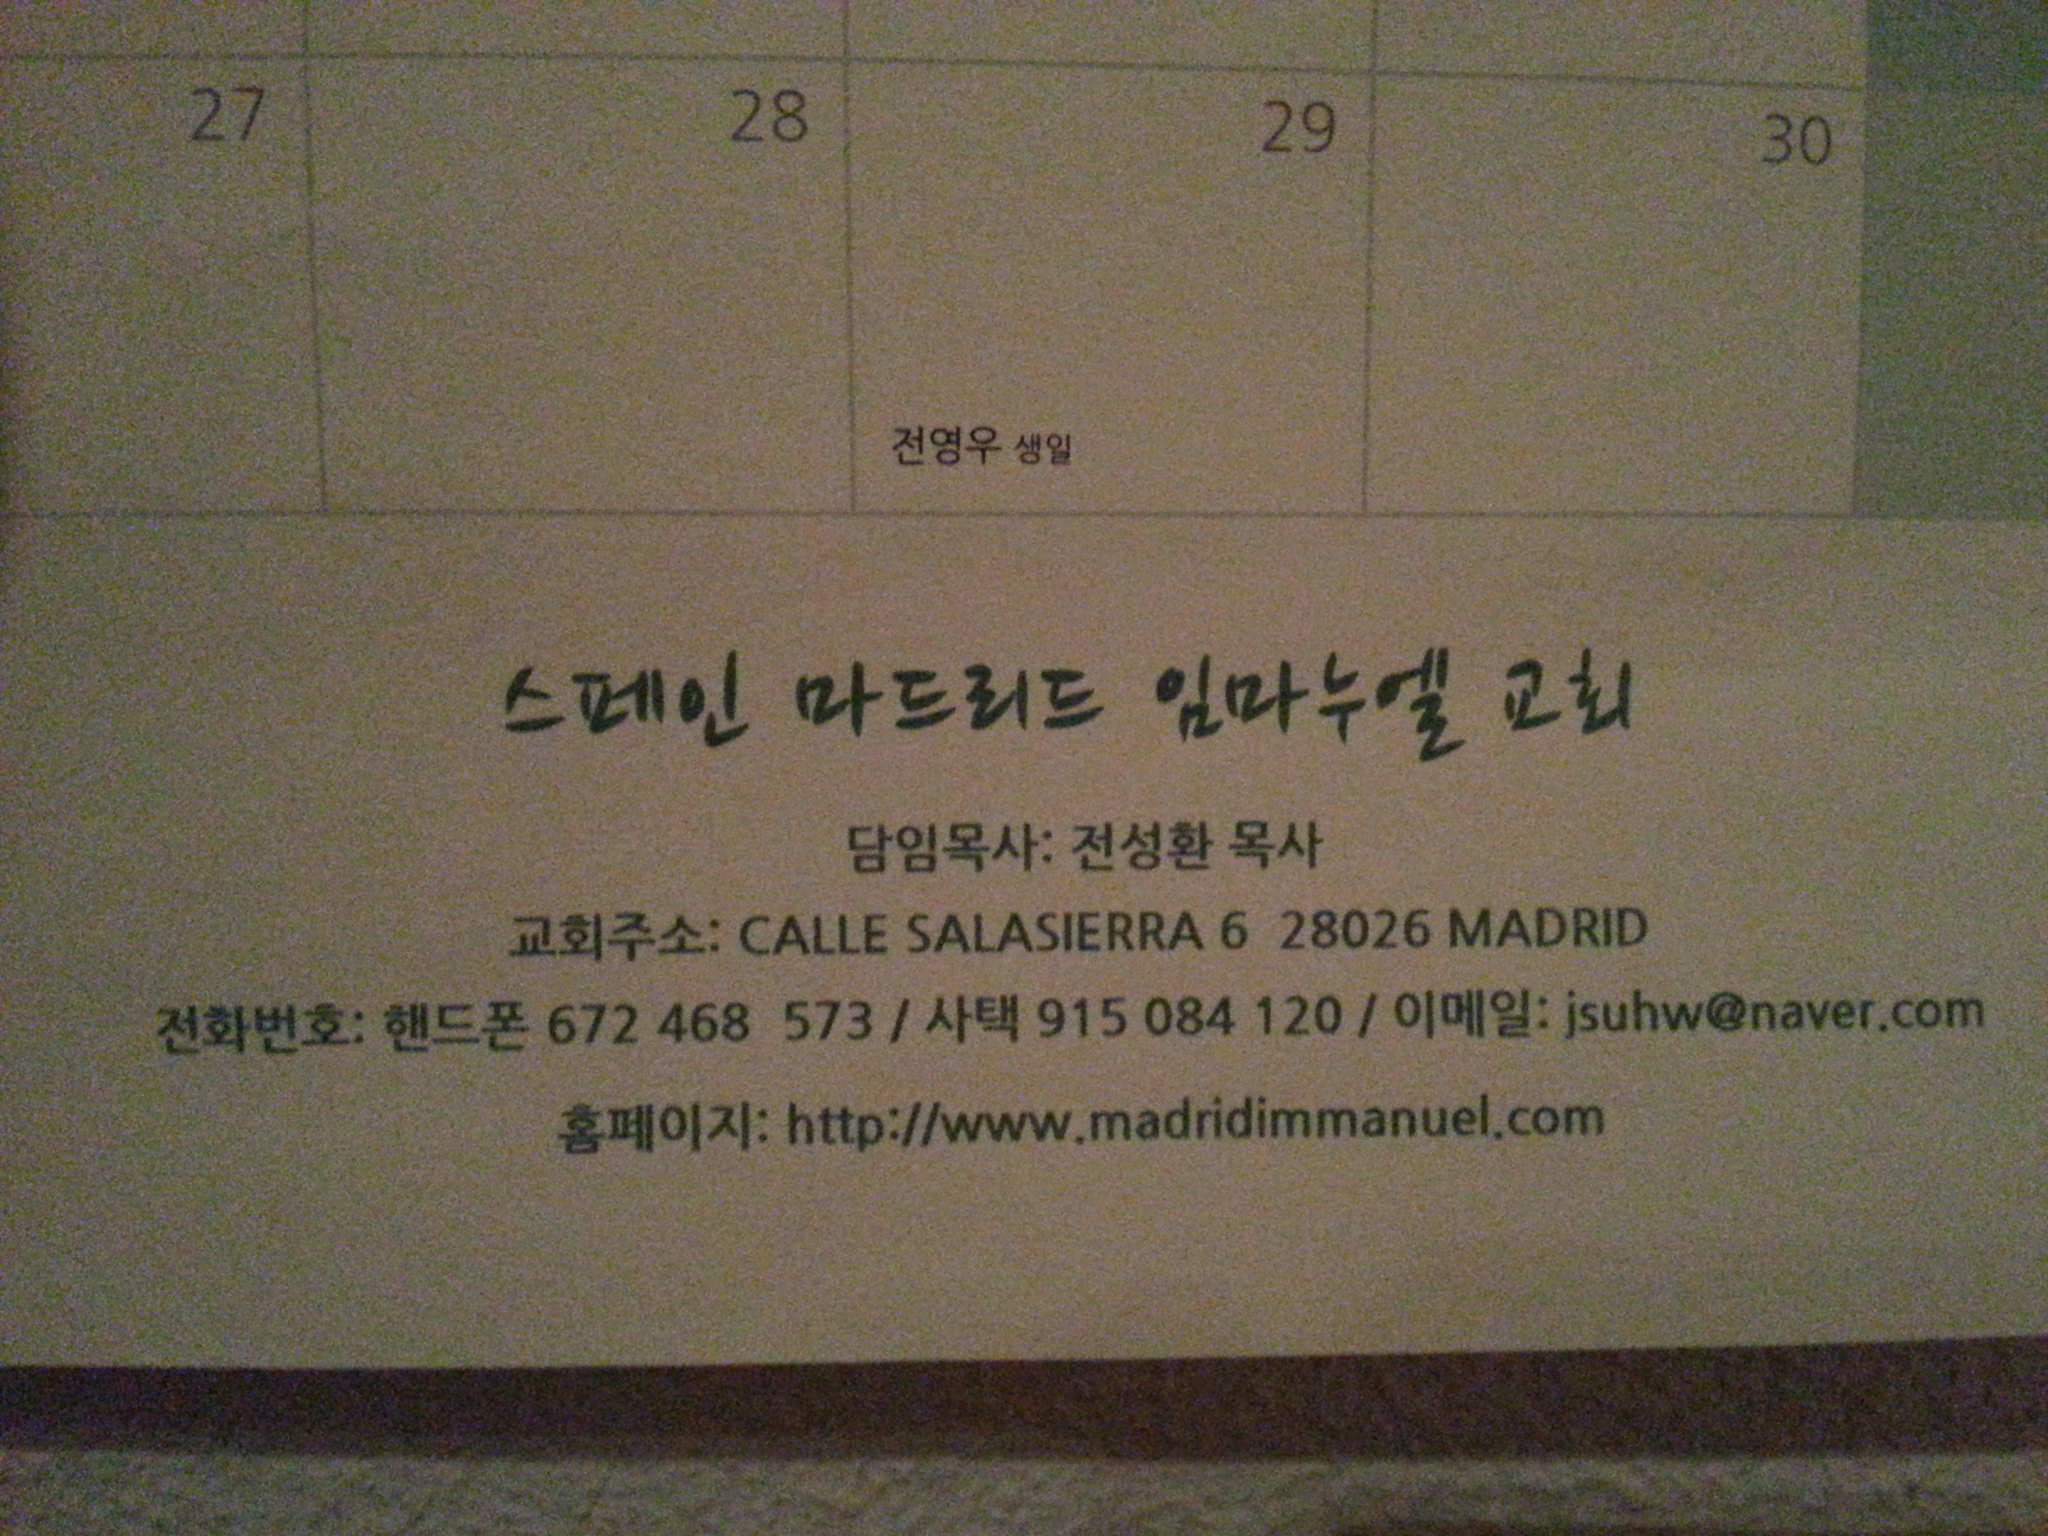 27 28 29 30
전영우 생일
스페인 마드리드 임마누엘 교회
담임목사: 전성환 목사
교회주소: CALLE SALASIERRA 6 28026 MADRID
전화번호: 핸드폰 672 468 573 / 사택 915 084 120 / 이메일: jsuhw@naver.com
홈페이지: http://www.madridimmanuel.com